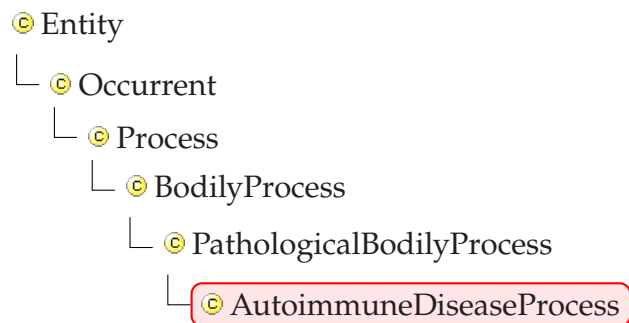 Entity
Occurrent
Process
BodilyProcess
PathologicalBodilyProcess
AutoimmuneDiseaseProcess